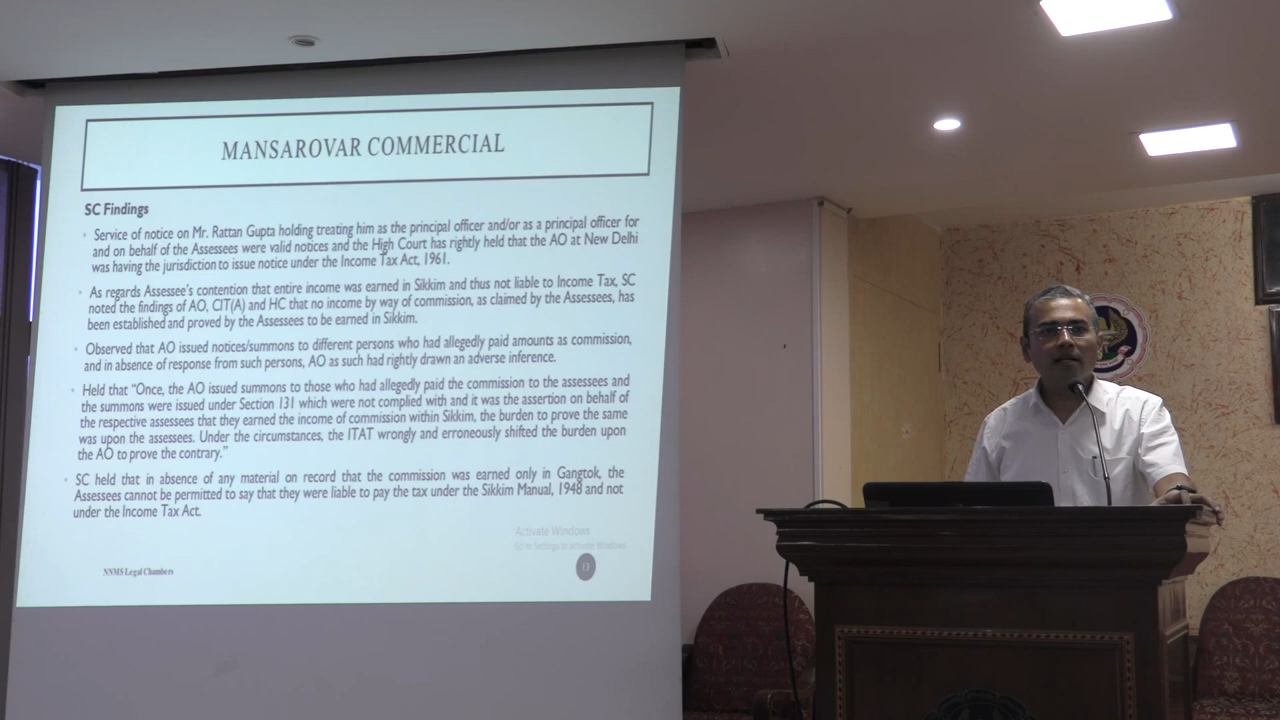 MANSAROVAR COMMERCIAL
SC Findings
Service of notice on Mr. Rattan Gupta holding treating him as the principal officer and/or as a principal officer for
and on behalf of the Assessees were valid notices and the High Court has rightly held that the AO at New Delhi
was having the jurisdiction to issue notice under the Income Tax Act, 1961.
As regards Assessee's contention that entire income was earned in Sikkim and thus not liable to Income Tax, SC
noted the findings of AO, CIT(A) and HC that no income by way of commission, as claimed by the Assessees, has
been established and proved by the Assessees to be earned in Sikkim.
Observed that AO issued notices/summons to different persons who had allegedly paid amounts as commission,
and in absence of response from such persons, AO as such had rightly drawn an adverse inference.
Held that "Once, the AO issued summons to those who had allegedly paid the commission to the assessees and
the summons were issued under Section 131 which were not complied with and it was the assertion on behalf of
the respective assessees that they earned the income of commission within Sikkim, the burden to prove the same
was upon the assessees. Under the circumstances, the ITAT wrongly and erroneously shifted the burden upon
the AO to prove the contrary."
SC held that in absence of any material on record that the commission was earned only in Gangtok, the
Assessees cannot be permitted to say that they were liable to pay the tax under the Sikkim Manual, 1948 and not
under the Income Tax Act.
Activate Windows
Go to Settings to activate Windows
NNMS Legal Chambers
13